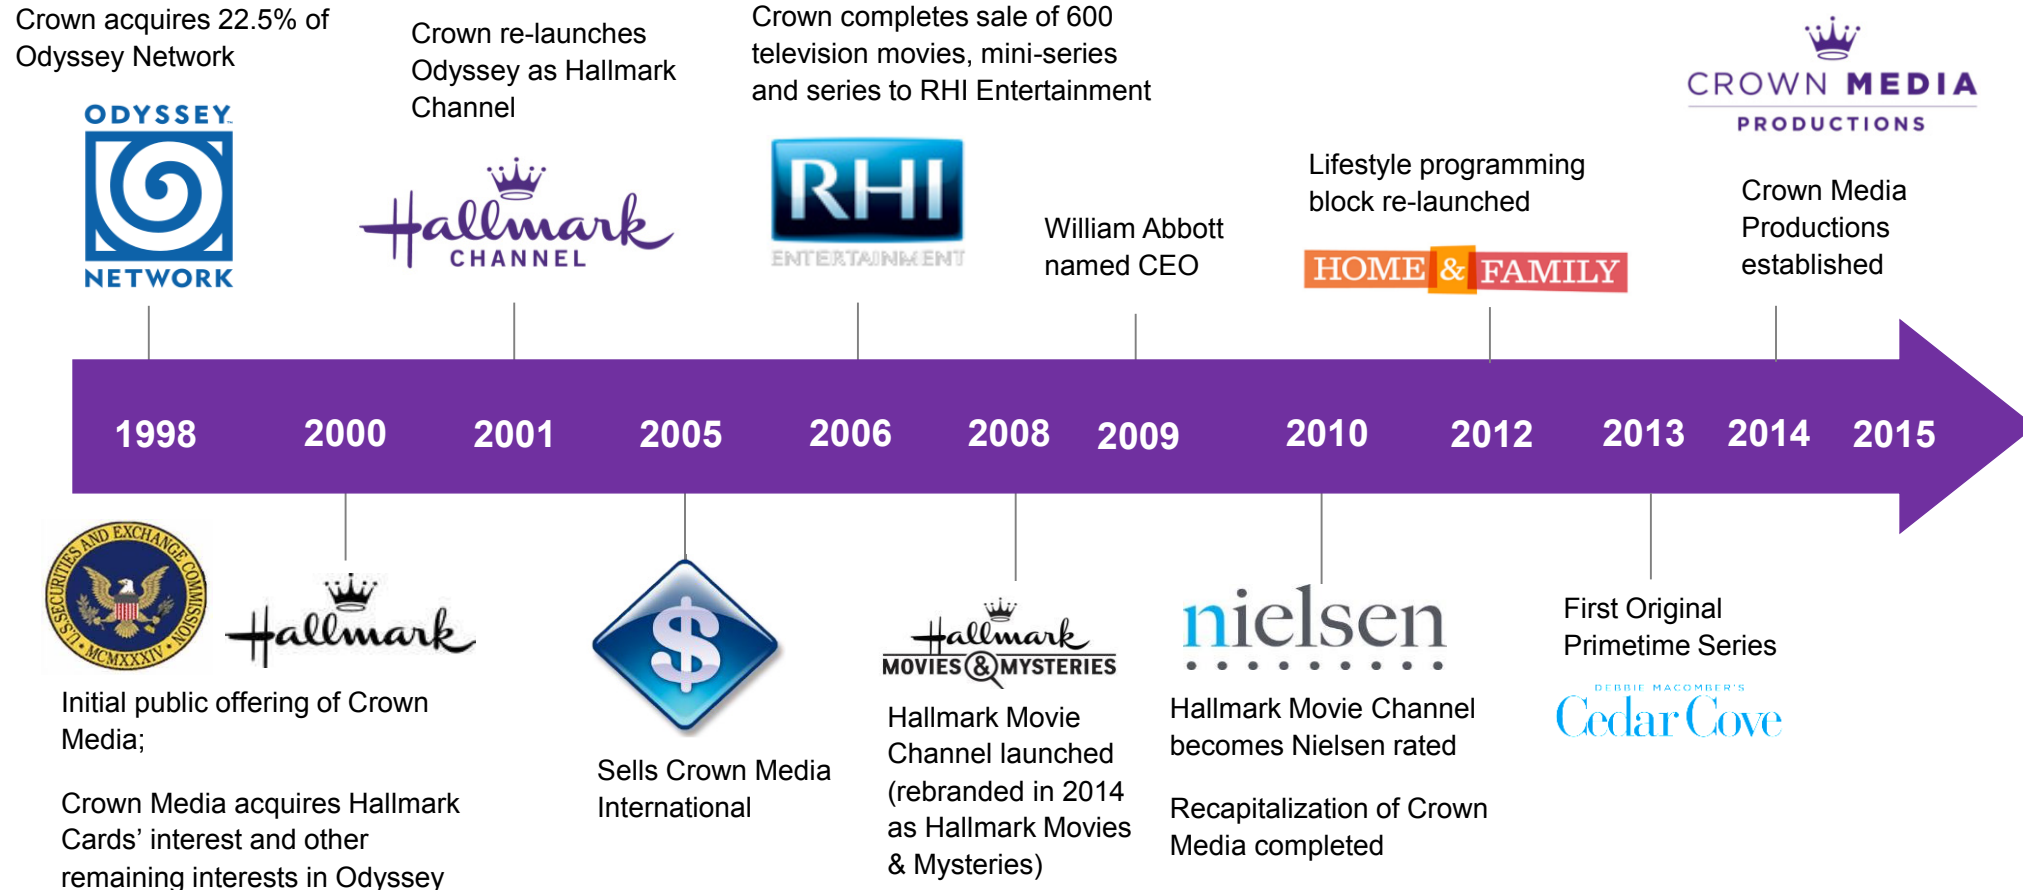 Crown acquires 22.5% of
Odyssey Network
ODYSSEY
NETWORK
Crown re-launches
Odyssey as Hallmark
Channel
Hallmark
CHANNEL
Crown completes sale of 600
television movies, mini-series
and series to RHI Entertainment
RHI
ENTERTAINMENT
William Abbott
named CEO
Lifestyle programming
block re-launched
HOME & FAMILY
CROWN MEDIA
PRODUCTIONS
Crown Media
Productions
established
1998 2000 2001 2005 2006 2008 2009 2010 2012 2013 2014 2015
U.S. SECURITIES AND EXCHANGE COMMISSION
MCMXXXIV
Hallmark
Initial public offering of Crown
Media;
Crown Media acquires Hallmark
Cards’ interest and other
remaining interests in Odyssey
$
Sells Crown Media
International
Hallmark
MOVIES & MYSTERIES
Hallmark Movie
Channel launched
(rebranded in 2014
as Hallmark Movies
& Mysteries)
nielsen
Hallmark Movie Channel
becomes Nielsen rated
Recapitalization of Crown
Media completed
First Original
Primetime Series
DEBBIE MACOMBER'S
Cedar Cove